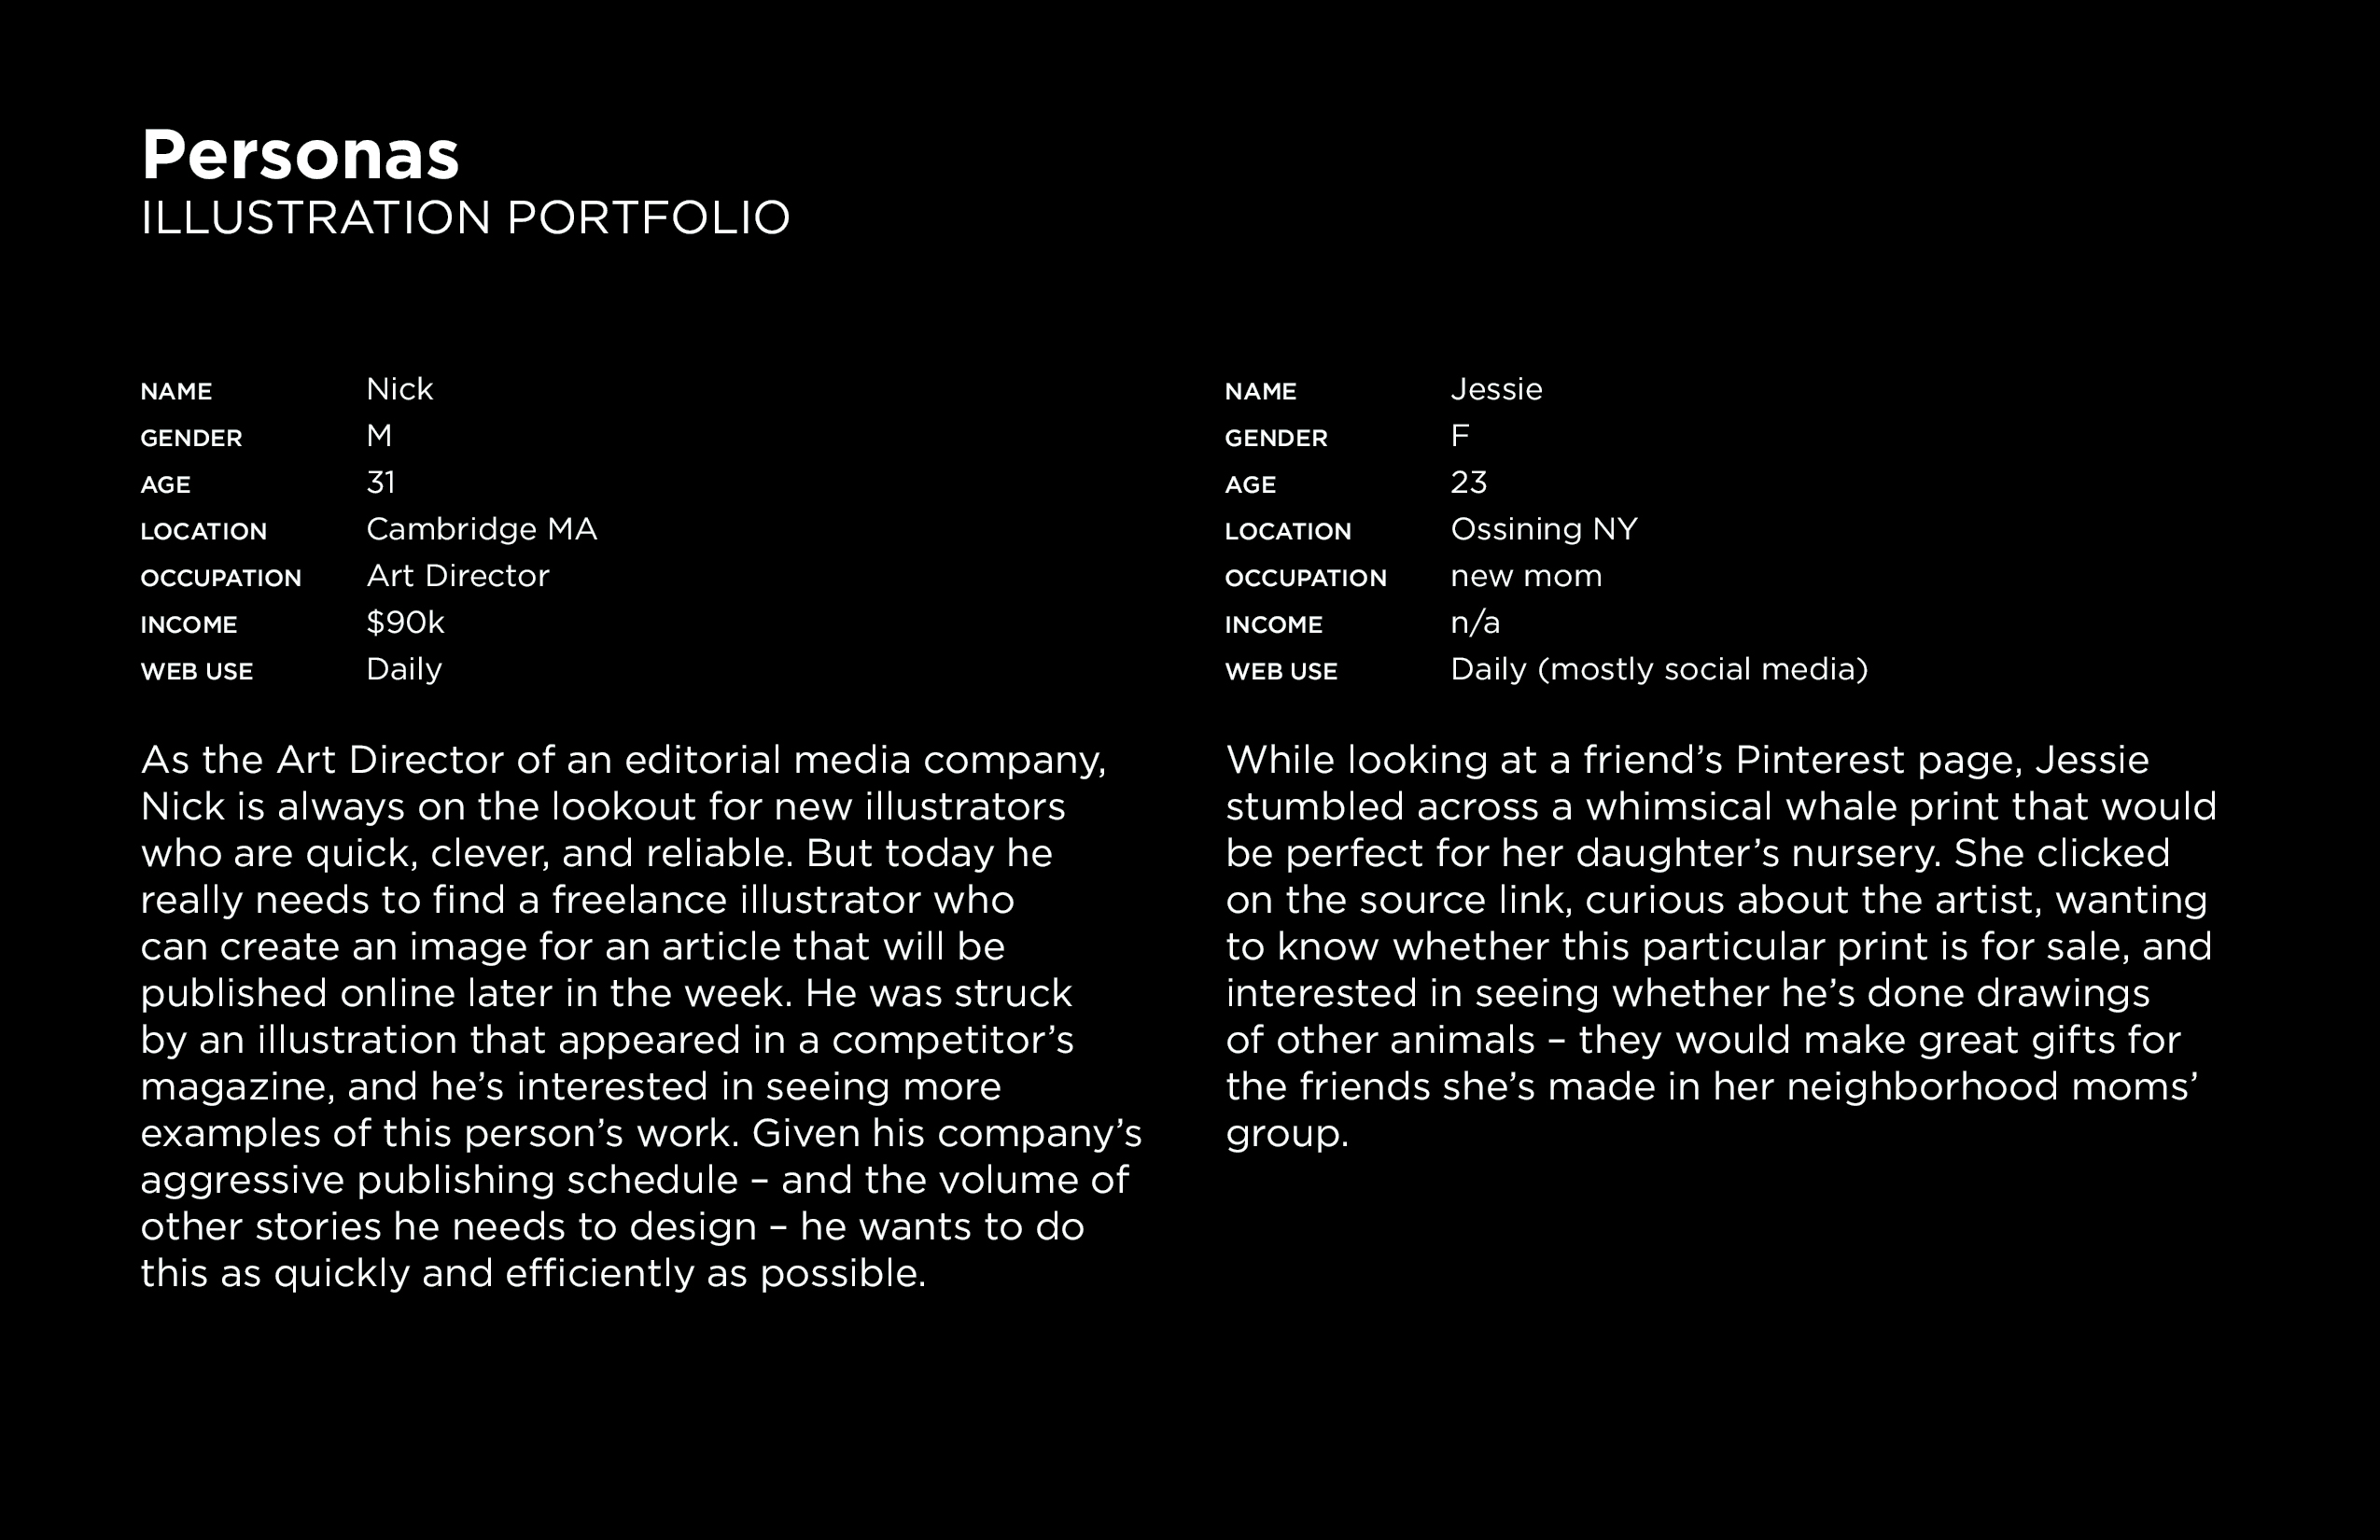 Personas
ILLUSTRATION PORTFOLIO
NAME Nick
GENDER M
AGE 31
LOCATION Cambridge MA
OCCUPATION Art Director
INCOME $90k
WEB USE Daily
As the Art Director of an editorial media company,
Nick is always on the lookout for new illustrators
who are quick, clever, and reliable. But today he
really needs to find a freelance illustrator who
can create an image for an article that will be
published online later in the week. He was struck
by an illustration that appeared in a competitor’s
magazine, and he’s interested in seeing more
examples of this person’s work. Given his company’s
aggressive publishing schedule – and the volume of
other stories he needs to design – he wants to do
this as quickly and efficiently as possible.
NAME Jessie
GENDER F
AGE 23
LOCATION Ossining NY
OCCUPATION new mom
INCOME n/a
WEB USE Daily (mostly social media)
While looking at a friend’s Pinterest page, Jessie
stumbled across a whimsical whale print that would
be perfect for her daughter’s nursery. She clicked
on the source link, curious about the artist, wanting
to know whether this particular print is for sale, and
interested in seeing whether he’s done drawings
of other animals – they would make great gifts for
the friends she’s made in her neighborhood moms’
group.